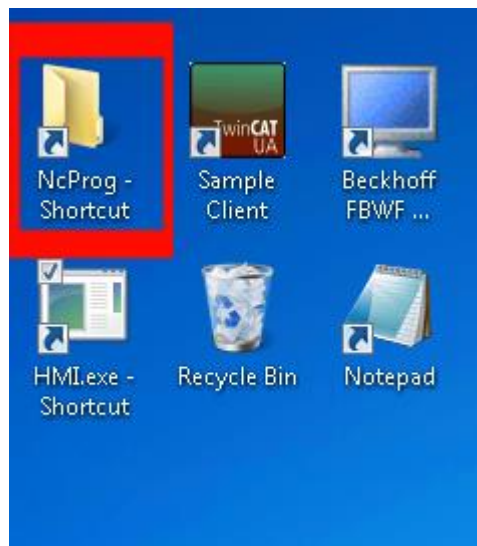 TwinCAT
UA
NcProg -
Shortcut
Sample
Client
Beckhoff
FBWF ...
HMI.exe -
Shortcut
Recycle Bin
Notepad